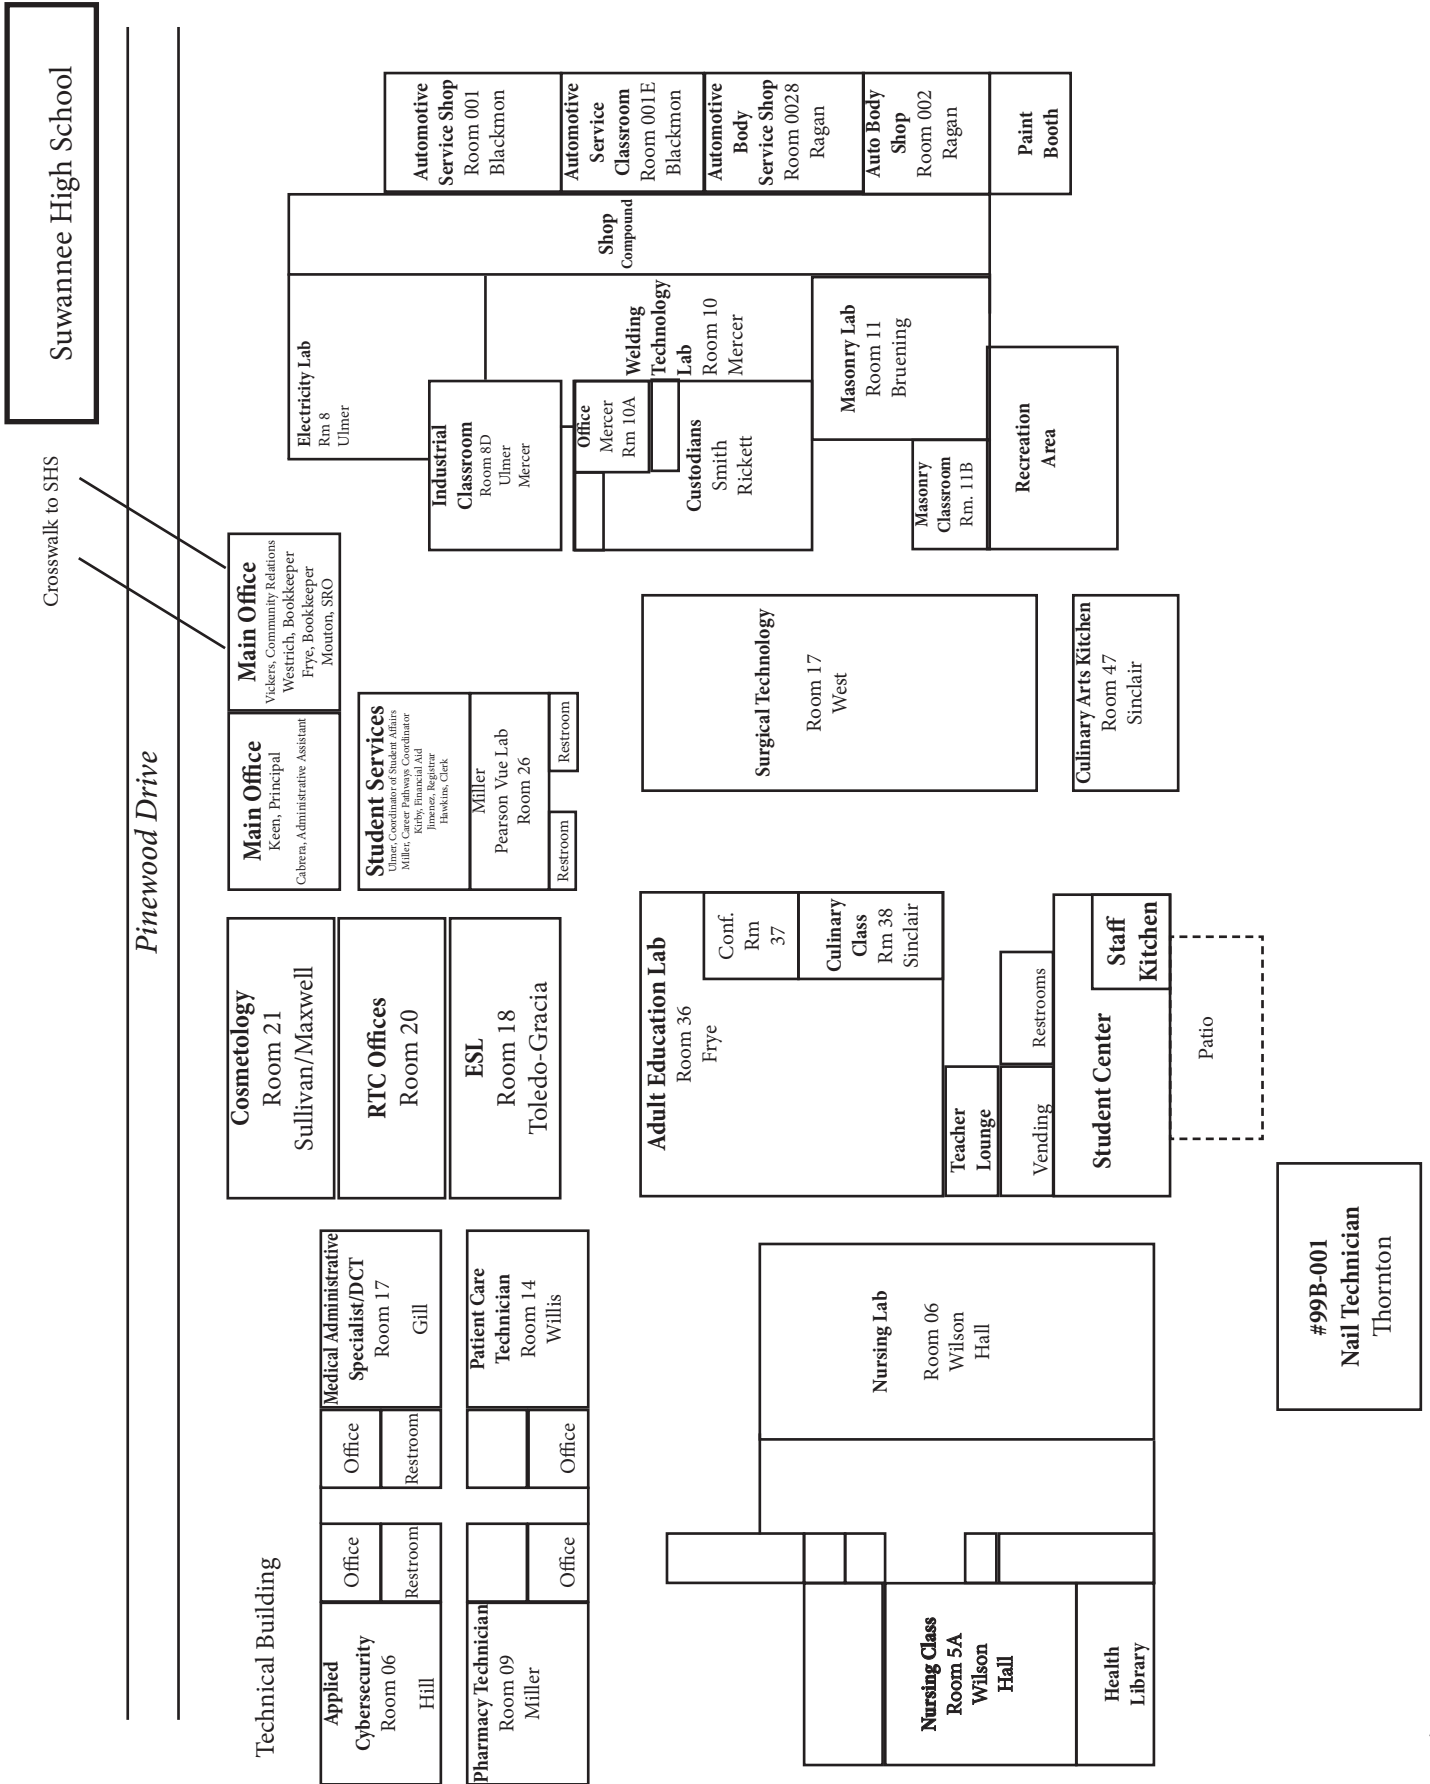 Suwannee High School
Crosswalk to SHS
Pinewood Drive
Technical Building
Applied
Cybersecurity
Room 06
Hill
Office
Restroom
Office
Restroom
Medical Administrative
Specialist/DCT
Room 17
Gill
Pharmacy Technician
Room 09
Miller
Office
Office
Patient Care
Technician
Room 14
Willis
Cosmetology
Room 21
Sullivan/Maxwell
RTC Offices
Room 20
ESL
Room 18
Toledo-Gracia
Main Office
Keen, Principal
Cabrera, Administrative Assistant
Main Office
Vickers, Community Relations
Westrich, Bookkeeper
Frye, Bookkeeper
Mouton, SRO
Student Services
Ulmer, Coordinator of Student Affairs
Miller, Career Pathways Coordinator
Kirby, Financial Aid
Jimenez, Registrar
Hawkins, Clerk
Miller
Pearson Vue Lab
Room 26
Restroom
Restroom
Electricity Lab
Rm 8
Ulmer
Industrial
Classroom
Room 8D
Ulmer
Mercer
Office
Mercer
Rm 10A
Custodians
Smith
Rickett
Welding
Technology
Lab
Room 10
Mercer
Shop
Compound
Automotive
Service Shop
Room 001
Blackmon
Automotive
Service
Classroom
Room 001E
Blackmon
Automotive
Body
Service Shop
Room 0028
Ragan
Auto Body
Shop
Room 002
Ragan
Paint
Booth
Masonry Lab
Room 11
Bruening
Masonry
Classroom
Rm. 11B
Recreation
Area
Surgical Technology
Room 17
West
Culinary Arts Kitchen
Room 47
Sinclair
Adult Education Lab
Room 36
Frye
Conf.
Rm
37
Culinary
Class
Rm 38
Sinclair
Teacher
Lounge
Vending
Restrooms
Student Center
Staff
Kitchen
Patio
Nursing Lab
Room 06
Wilson
Hall
Nursing Class
Room 5A
Wilson
Hall
Health
Library
#99B-001
Nail Technician
Thornton